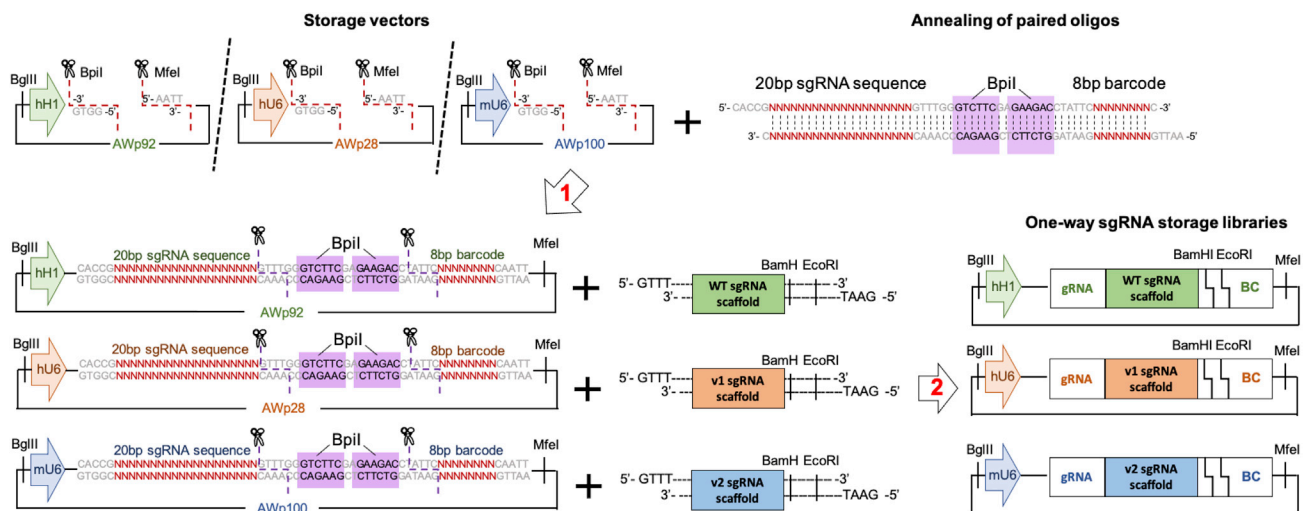 Storage vectors
Annealing of paired oligos
BglII
BpiI
MfeI
hH1
-3'
GTGG -5'
5'- AATT
3'-
AWp92
BglII
BpiI
MfeI
hU6
-3'
GTGG -5'
5'- AATT
3'-
AWp28
BglII
BpiI
MfeI
mU6
-3'
GTGG -5'
5'- AATT
3'-
AWp100
+
20bp sgRNA sequence
BpiI
8bp barcode
5'- CACCGNNNNNNNNNNNNNNNNNNNNGTTTGGGTCTTCGAGAAGACCTATTCNNNNNNNNC -3'
3'- CNNNNNNNNNNNNNNNNNNNNCAAACCCAGAAGCTCTTCTGGATAAGNNNNNNNNGTTAA -5'
1
BglII
20bp sgRNA sequence
BpiI
8bp barcode
MfeI
hH1
CACCGNNNNNNNNNNNNNNNNNNNNGTTTGGGTCTTCGAGAAGACCTATTCNNNNNNNNCAATT
GTGGCNNNNNNNNNNNNNNNNNNNNCAAACCCAGAAGCTCTTCTGGATAAGNNNNNNNNGTTAA
AWp92
+
BamH EcoRI
5'- GTTT
-3'
3'-
WT sgRNA
scaffold
TAAG -5'
One-way sgRNA storage libraries
BglII
BamHI EcoRI
MfeI
hH1
gRNA
WT sgRNA
scaffold
BC
BglII
20bp sgRNA sequence
BpiI
8bp barcode
MfeI
hU6
CACCGNNNNNNNNNNNNNNNNNNNNGTTTGGGTCTTCGAGAAGACCTATTCNNNNNNNNCAATT
GTGGCNNNNNNNNNNNNNNNNNNNNCAAACCCAGAAGCTCTTCTGGATAAGNNNNNNNNGTTAA
AWp28
+
BamH EcoRI
5'- GTTT
-3'
3'-
v1 sgRNA
scaffold
TAAG -5'
2
BglII
BamHI EcoRI
MfeI
hU6
gRNA
v1 sgRNA
scaffold
BC
BglII
20bp sgRNA sequence
BpiI
8bp barcode
MfeI
mU6
CACCGNNNNNNNNNNNNNNNNNNNNGTTTGGGTCTTCGAGAAGACCTATTCNNNNNNNNCAATT
GTGGCNNNNNNNNNNNNNNNNNNNNCAAACCCAGAAGCTCTTCTGGATAAGNNNNNNNNGTTAA
AWp100
+
BamH EcoRI
5'- GTTT
-3'
3'-
v2 sgRNA
scaffold
TAAG -5'
BglII
BamHI EcoRI
MfeI
mU6
gRNA
v2 sgRNA
scaffold
BC